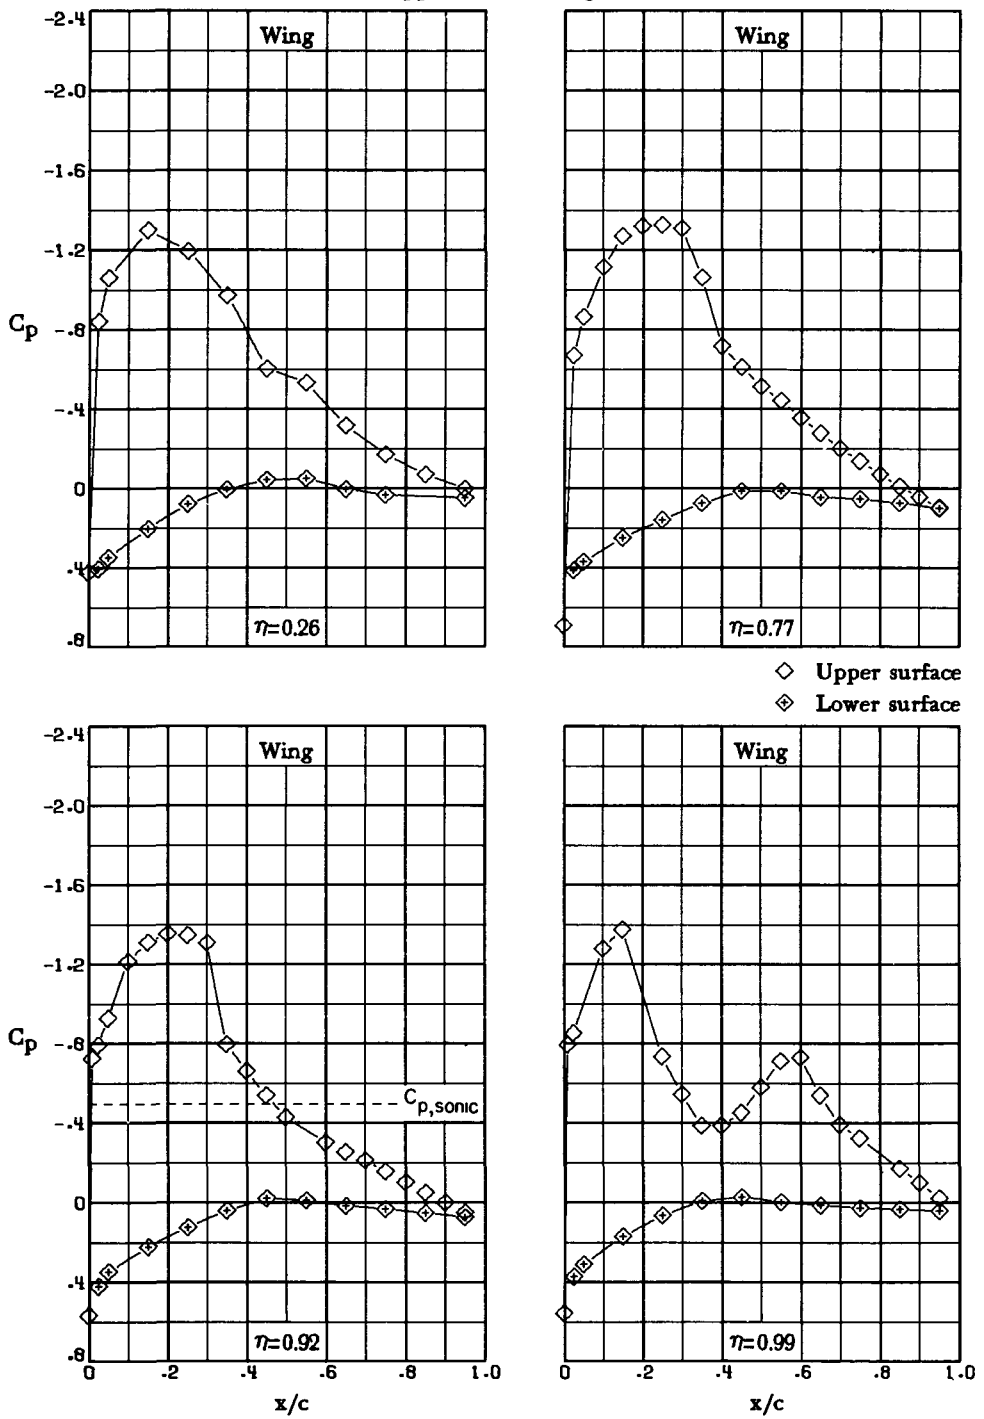 -2.4
Wing
Wing
-2.0
-1.6
-1.2
Cp
-.8
-.4
0
.4
.8
η=0.26
η=0.77
Upper surface
Lower surface
-2.4
Wing
Wing
-2.0
-1.6
-1.2
Cp
-.8
Cp,sonic
-.4
0
.4
.8
η=0.92
η=0.99
0 .2 .4 .6 .8 1.0
0 .2 .4 .6 .8 1.0
x/c
x/c